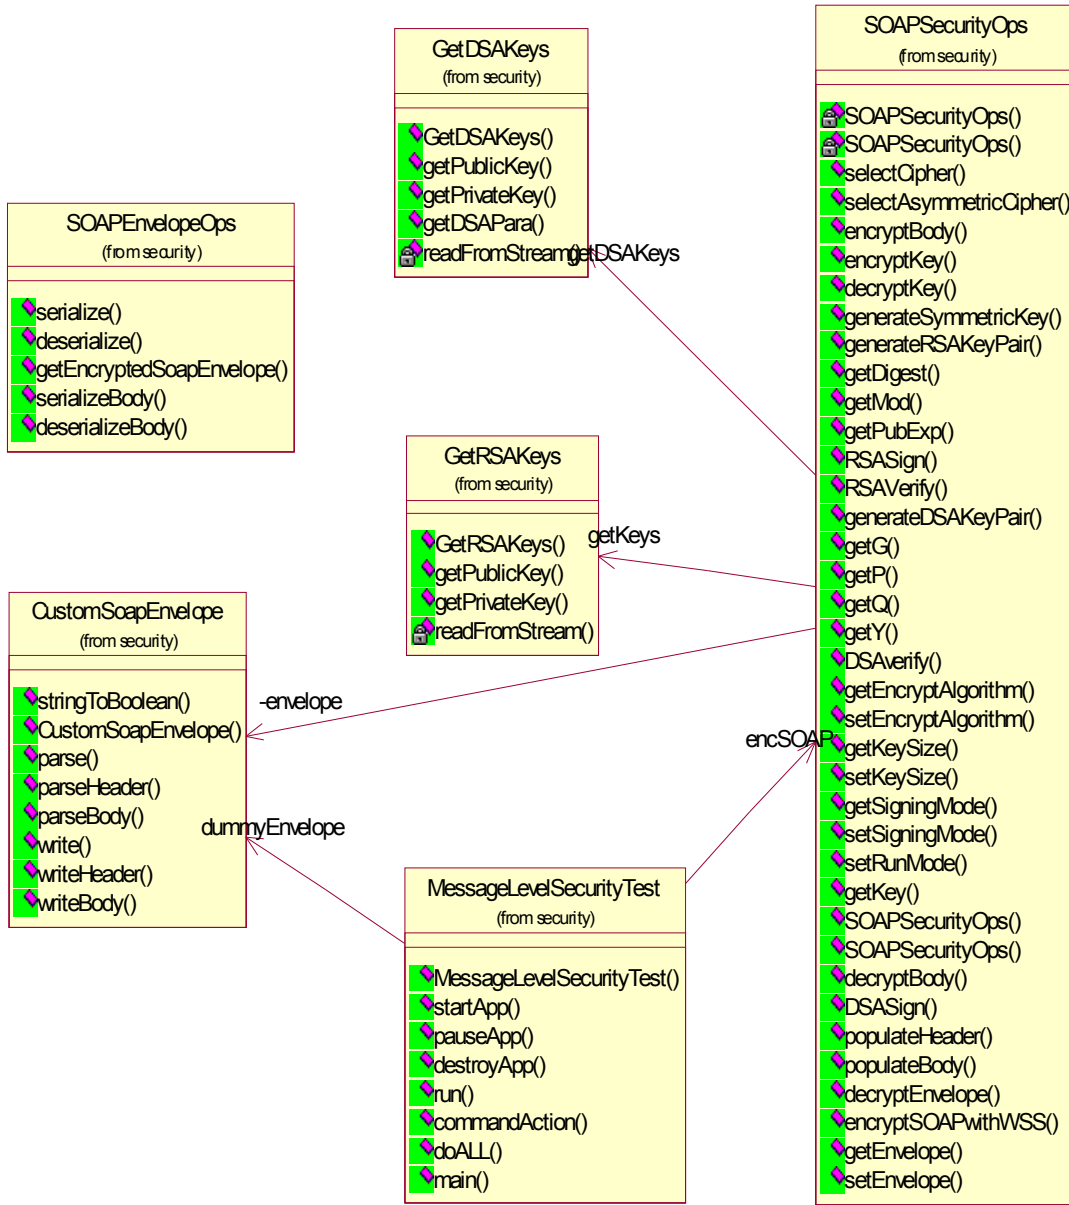 GetDSAKeys
(from security)
GetDSAKeys()
getPublicKey()
getPrivateKey()
getDSAPara()
readFromStream()
getDSAKeys
SOAPEnvelopeOps
(from security)
serialize()
deserialize()
getEncryptedSoapEnvelope()
serializeBody()
deserializeBody()
GetRSAKeys
(from security)
GetRSAKeys()
getPublicKey()
getPrivateKey()
readFromStream()
getKeys
CustomSoapEnvelope
(from security)
stringToBoolean()
CustomSoapEnvelope()
parse()
parseHeader()
parseBody()
write()
writeHeader()
writeBody()
-envelope
dummyEnvelope
encSOAP
MessageLevelSecurityTest
(from security)
MessageLevelSecurityTest()
startApp()
pauseApp()
destroyApp()
run()
commandAction()
doALL()
main()
SOAPSecurityOps
(from security)
SOAPSecurityOps()
SOAPSecurityOps()
selectCipher()
selectAsymmetricCipher()
encryptBody()
encryptKey()
decryptKey()
generateSymmetricKey()
generateRSAKeyPair()
getDigest()
getMod()
getPubExp()
RSASign()
RSAVerify()
generateDSAKeyPair()
getG()
getP()
getQ()
getY()
DSAverify()
getEncryptAlgorithm()
setEncryptAlgorithm()
getKeySize()
setKeySize()
getSigningMode()
setSigningMode()
setRunMode()
getKey()
SOAPSecurityOps()
SOAPSecurityOps()
decryptBody()
DSASign()
populateHeader()
populateBody()
decryptEnvelope()
encryptSOAPwithWSS()
getEnvelope()
setEnvelope()